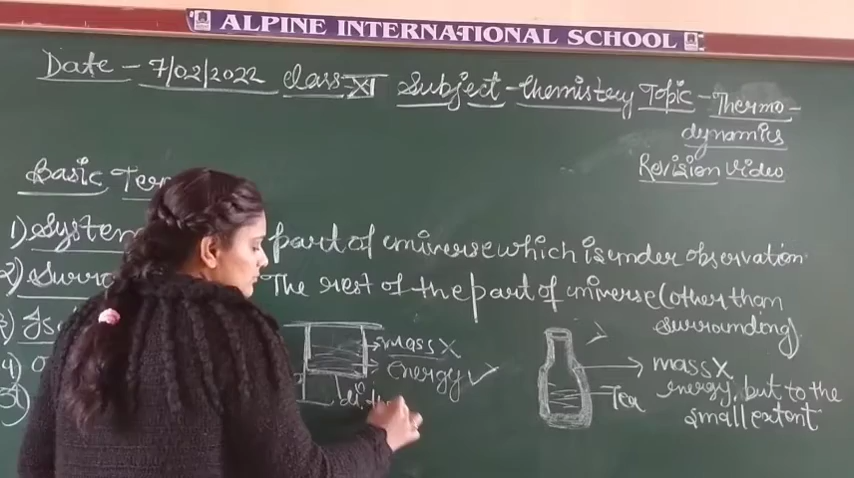 ALPINE INTERNATIONAL SCHOOL
Date - 7/02/2022 Class-XI Subject - Chemistry Topic - Thermo-
dynamics
Revision Video
Basic Ter
1) System part of universe which is under observation
2) Surro The rest of the part of universe (other than
surrounding)
mass X
energy ✓
Tea
mass X
energy, but to the
small extent
4) O